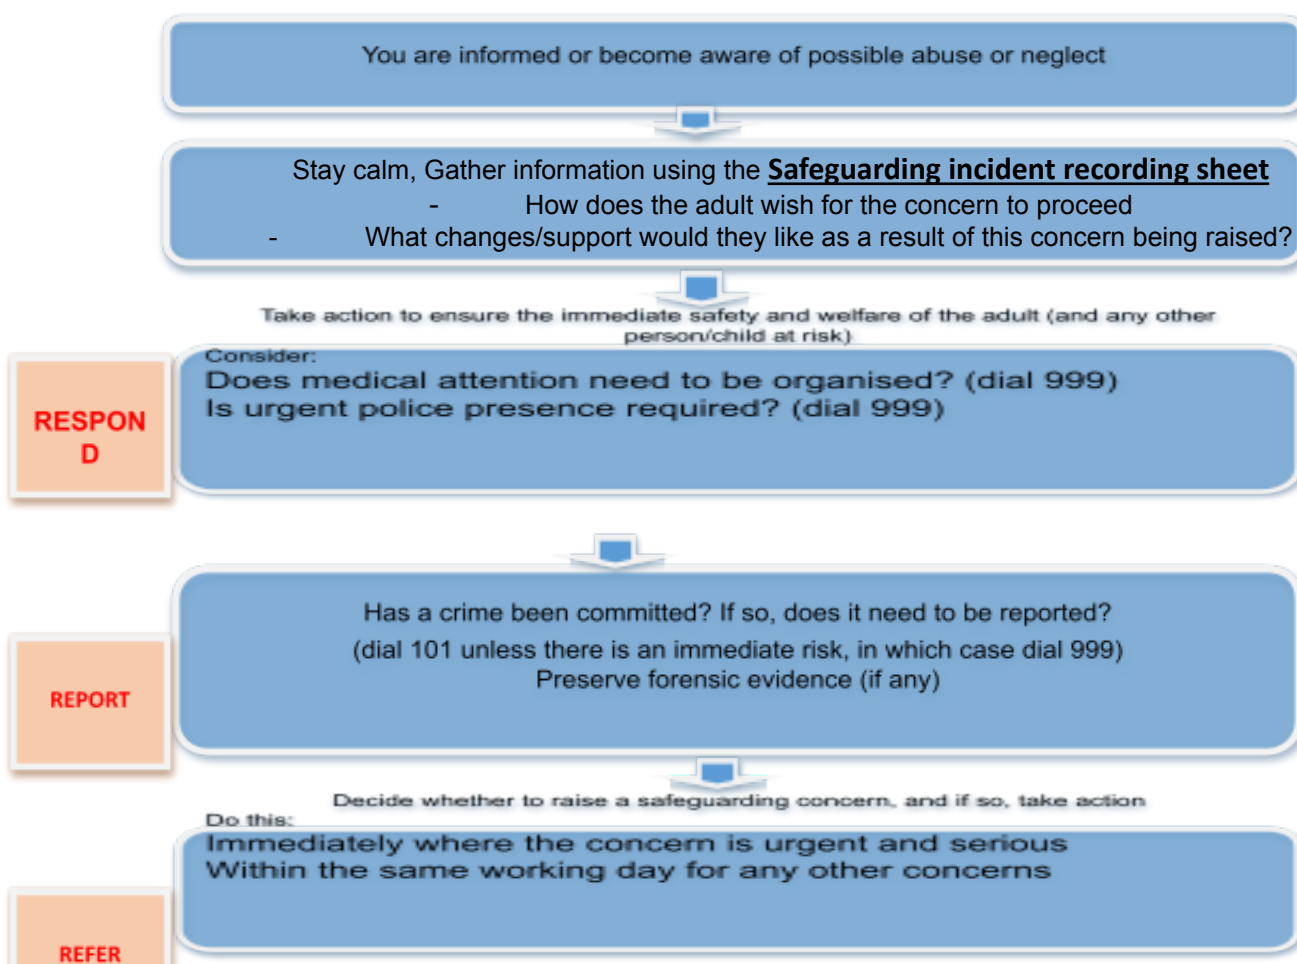 You are informed or become aware of possible abuse or neglect
Stay calm, Gather information using the Safeguarding incident recording sheet
- How does the adult wish for the concern to proceed
- What changes/support would they like as a result of this concern being raised?
Take action to ensure the immediate safety and welfare of the adult (and any other
person/child at risk)
Consider:
Does medical attention need to be organised? (dial 999)
Is urgent police presence required? (dial 999)
RESPON
D
Has a crime been committed? If so, does it need to be reported?
(dial 101 unless there is an immediate risk, in which case dial 999)
Preserve forensic evidence (if any)
REPORT
Decide whether to raise a safeguarding concern, and if so, take action
Do this:
Immediately where the concern is urgent and serious
Within the same working day for any other concerns
REFER